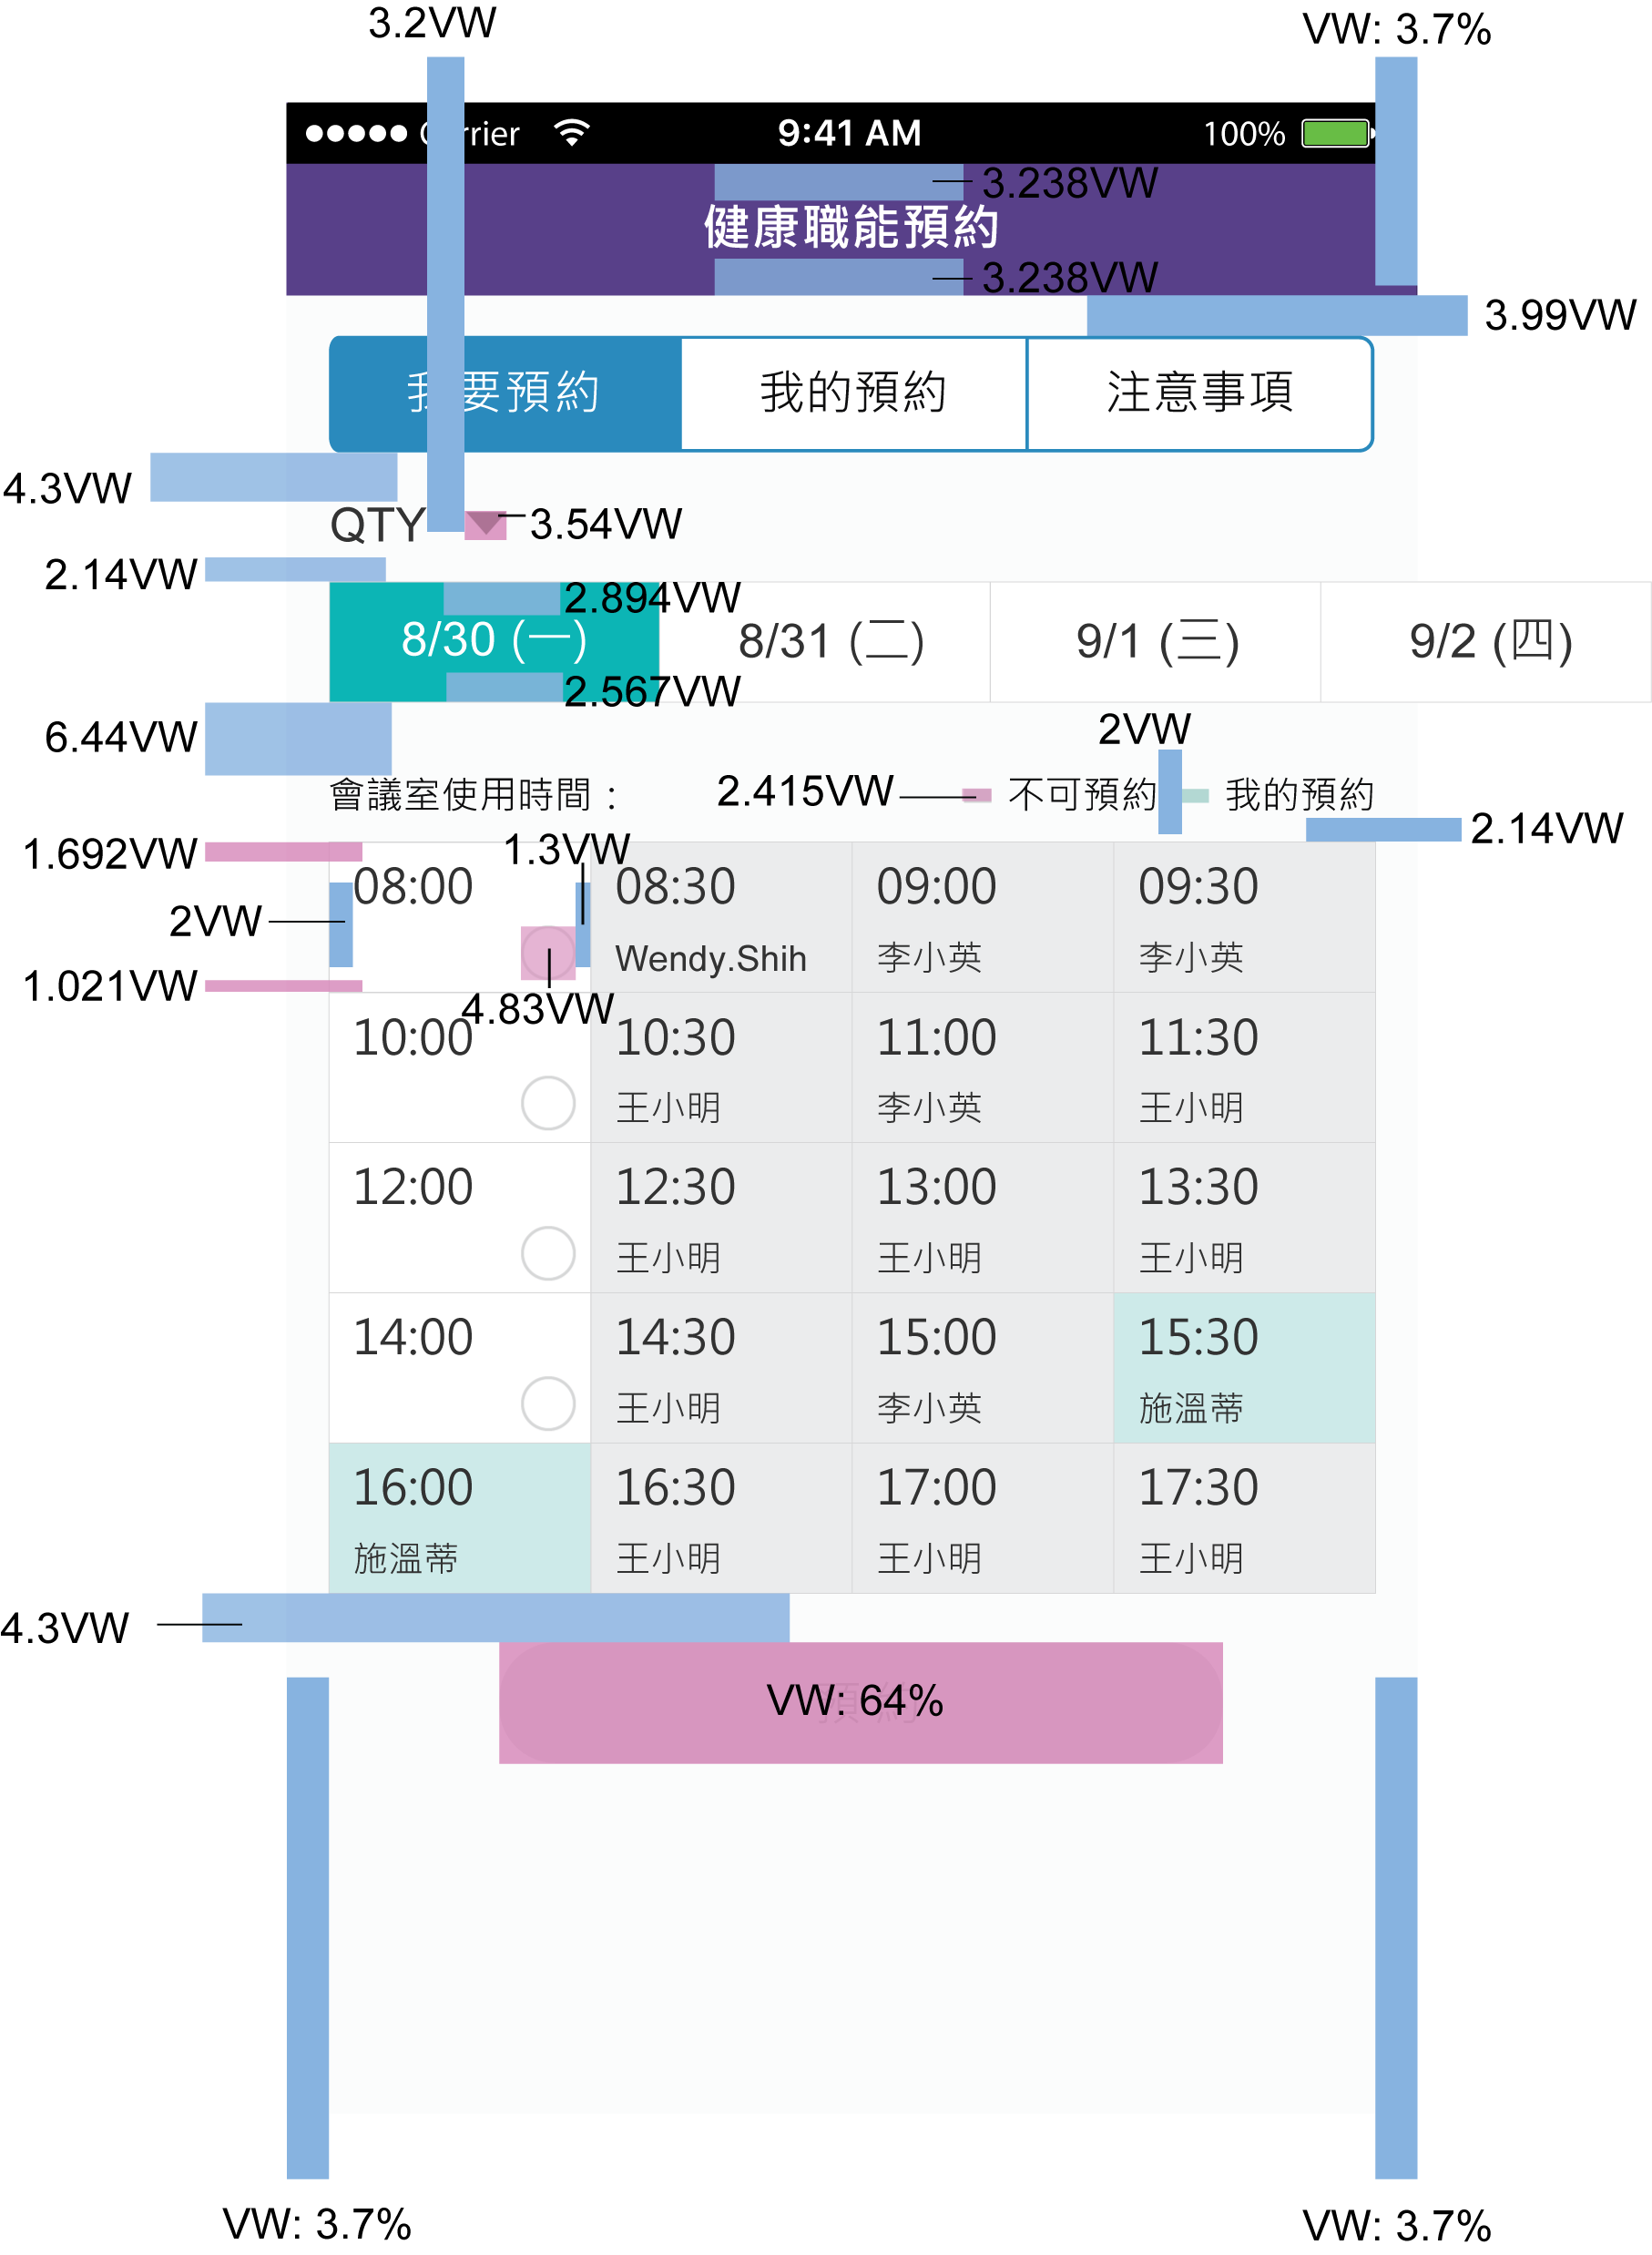 3.2VW
VW: 3.7%
Carrier 9:41 AM 100%
3.238VW
健康職能預約
3.238VW
3.99VW
我要預約 我的預約 注意事項
4.3VW
QTY 3.54VW
2.14VW
2.894VW
8/30 (一) 8/31 (二) 9/1 (三) 9/2 (四)
2.567VW
6.44VW
2VW
會議室使用時間： 2.415VW 不可預約 我的預約
2.14VW
1.692VW
1.3VW
08:00 08:30 09:00 09:30
2VW
Wendy.Shih 李小英 李小英
1.021VW
4.83VW
10:00 10:30 11:00 11:30
王小明 李小英 王小明
12:00 12:30 13:00 13:30
王小明 王小明 王小明
14:00 14:30 15:00 15:30
王小明 李小英 施溫蒂
16:00 16:30 17:00 17:30
施溫蒂 王小明 王小明 王小明
4.3VW
預約
VW: 64%
VW: 3.7%
VW: 3.7%